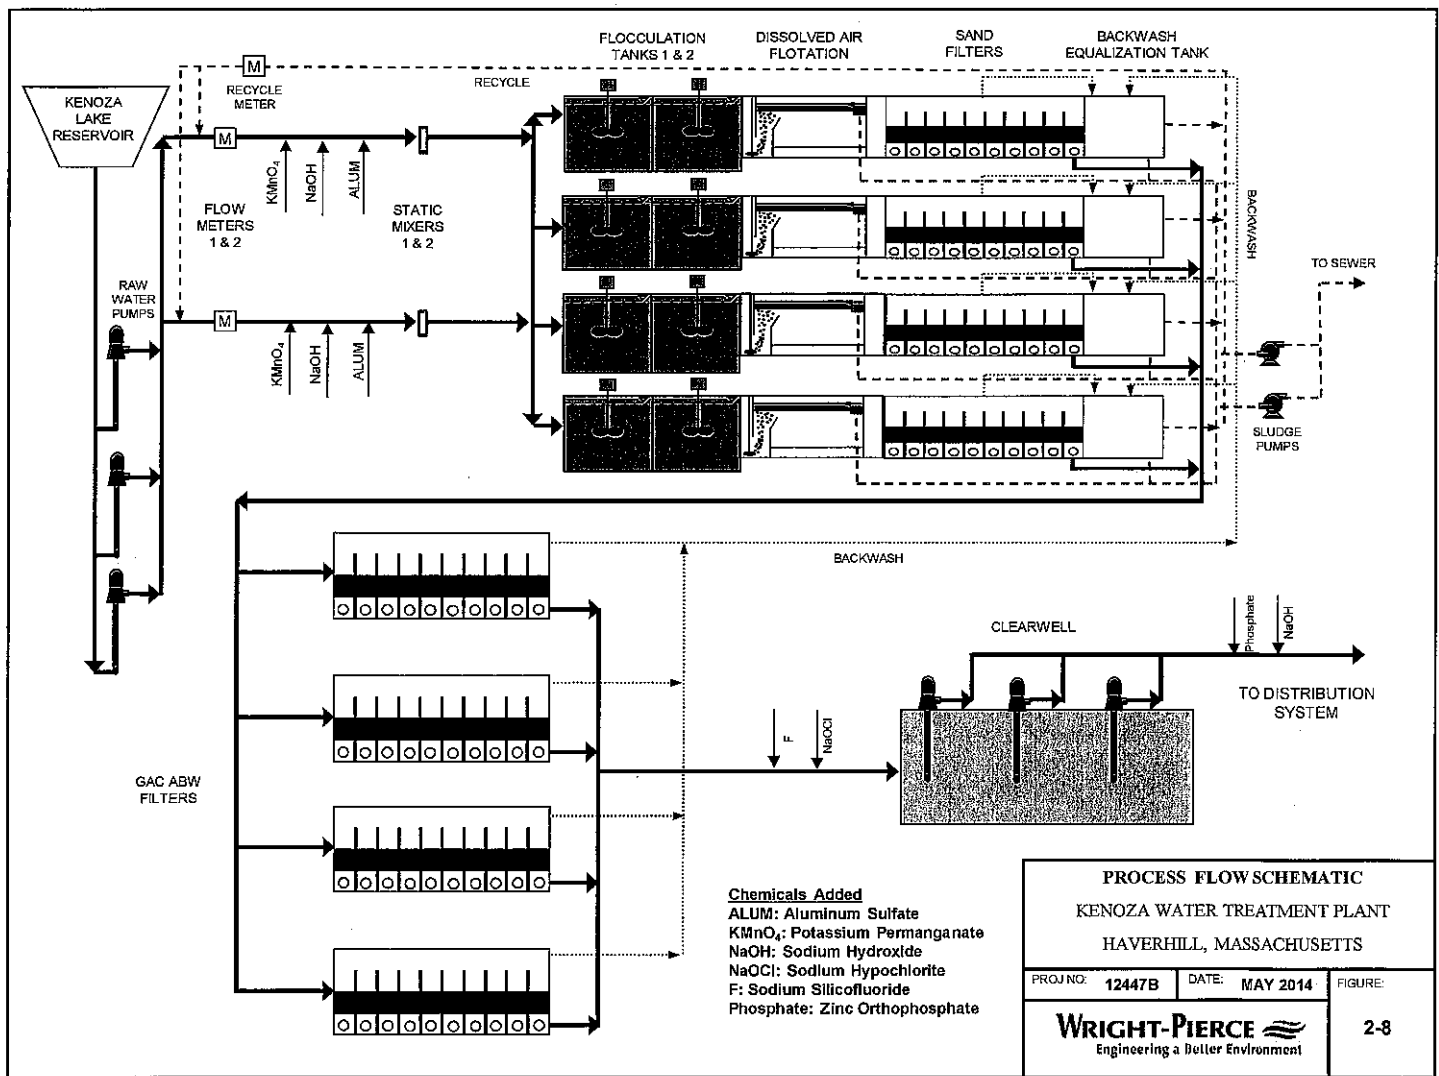 FLOCCULATION
TANKS 1 & 2
DISSOLVED AIR
FLOTATION
SAND
FILTERS
BACKWASH
EQUALIZATION TANK
M
RECYCLE
METER
RECYCLE
KENOZA
LAKE
RESERVOIR
M
KMnO4
NaOH
ALUM
FLOW
METERS
1 & 2
STATIC
MIXERS
1 & 2
BACKWASH
TO SEWER
RAW
WATER
PUMPS
M
KMnO4
NaOH
ALUM
SLUDGE
PUMPS
BACKWASH
GAC ABW
FILTERS
F
NaOCl
CLEARWELL
Phosphate
NaOH
TO DISTRIBUTION
SYSTEM
Chemicals Added
ALUM: Aluminum Sulfate
KMnO4: Potassium Permanganate
NaOH: Sodium Hydroxide
NaOCl: Sodium Hypochlorite
F: Sodium Silicofluoride
Phosphate: Zinc Orthophosphate
PROCESS FLOW SCHEMATIC
KENOZA WATER TREATMENT PLANT
HAVERHILL, MASSACHUSETTS
PROJ NO: 12447B DATE: MAY 2014 FIGURE:
WRIGHT-PIERCE
Engineering a Better Environment
2-8